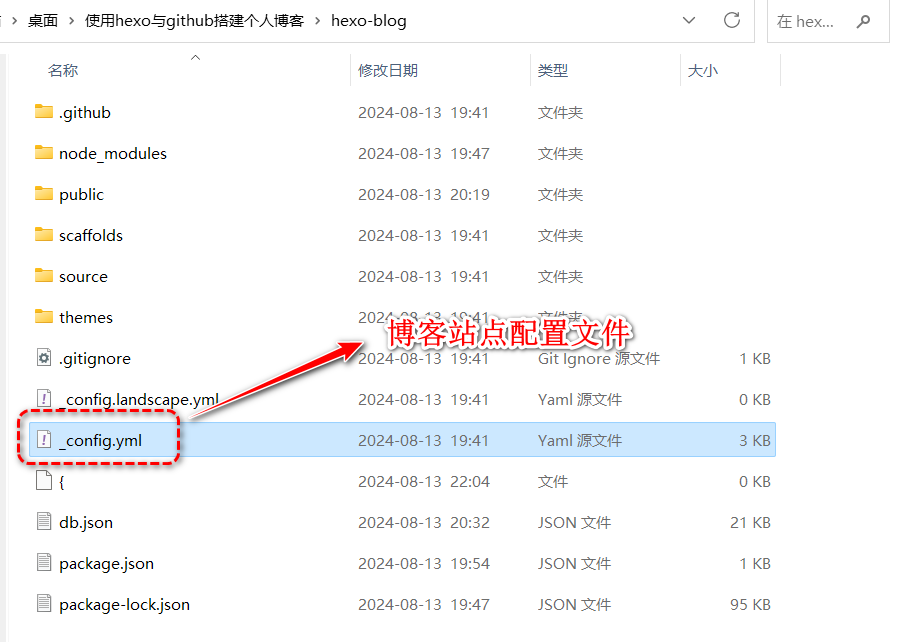 桌面 › 使用hexo与github搭建个人博客 › hexo-blog
在 hex...
名称 修改日期 类型 大小
.github 2024-08-13 19:41 文件夹
node_modules 2024-08-13 19:47 文件夹
public 2024-08-13 20:19 文件夹
scaffolds 2024-08-13 19:41 文件夹
source 2024-08-13 19:41 文件夹
themes 2024-08-13 19:41 文件夹
博客站点配置文件
.gitignore 2024-08-13 19:41 Git Ignore 源文件 1 KB
_config.landscape.yml 2024-08-13 19:41 Yaml 源文件 0 KB
_config.yml 2024-08-13 19:41 Yaml 源文件 3 KB
{ 2024-08-13 22:04 文件 0 KB
db.json 2024-08-13 20:32 JSON 文件 21 KB
package.json 2024-08-13 19:54 JSON 文件 1 KB
package-lock.json 2024-08-13 19:47 JSON 文件 95 KB